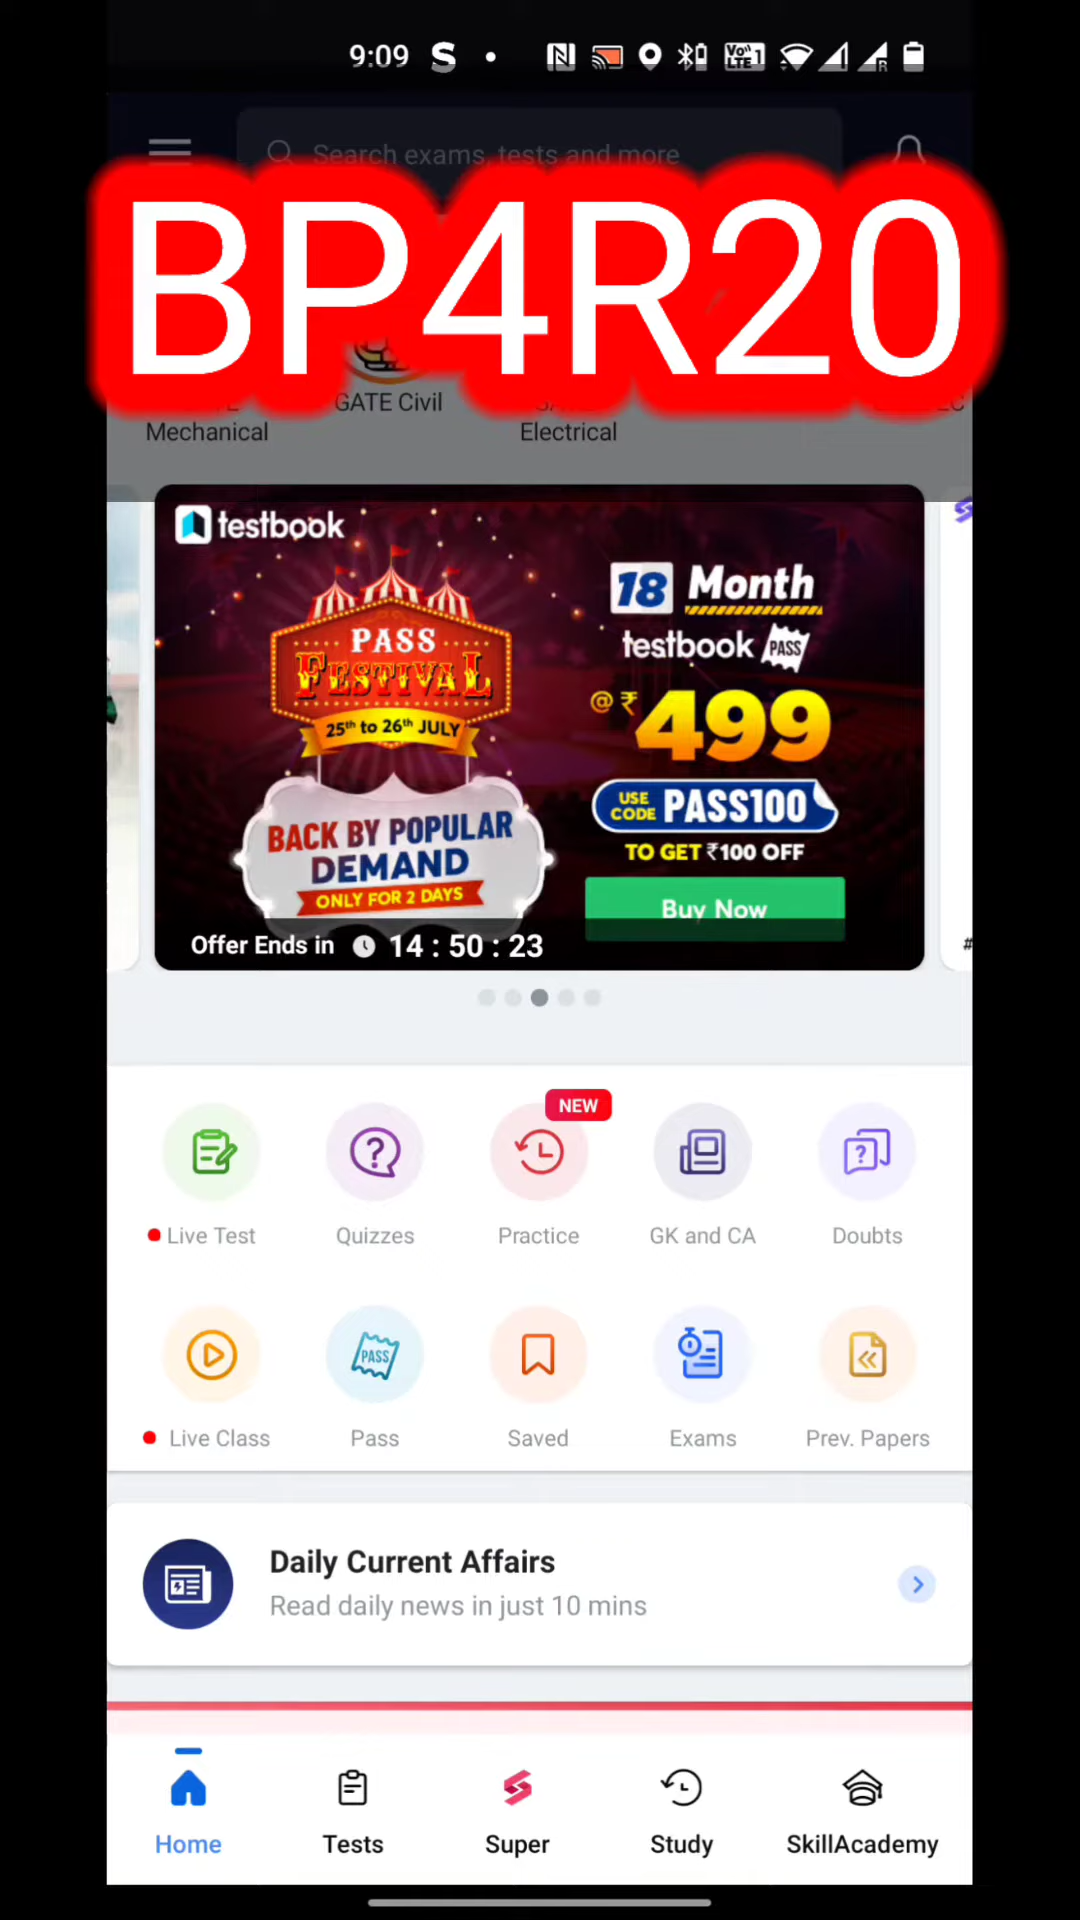 9:09
Search exams, tests and more
BP4R20
Mechanical
GATE Civil
Electrical
testbook
PASS
FESTIVAL
25th to 26th JULY
BACK BY POPULAR
DEMAND
ONLY FOR 2 DAYS
18 Month
testbook PASS
@ ₹499
USE CODE PASS100
TO GET ₹100 OFF
Buy Now
Offer Ends in 14 : 50 : 23
#
NEW
Live Test
Quizzes
Practice
GK and CA
Doubts
PASS
Live Class
Pass
Saved
Exams
Prev. Papers
Daily Current Affairs
Read daily news in just 10 mins
Home
Tests
Super
Study
SkillAcademy